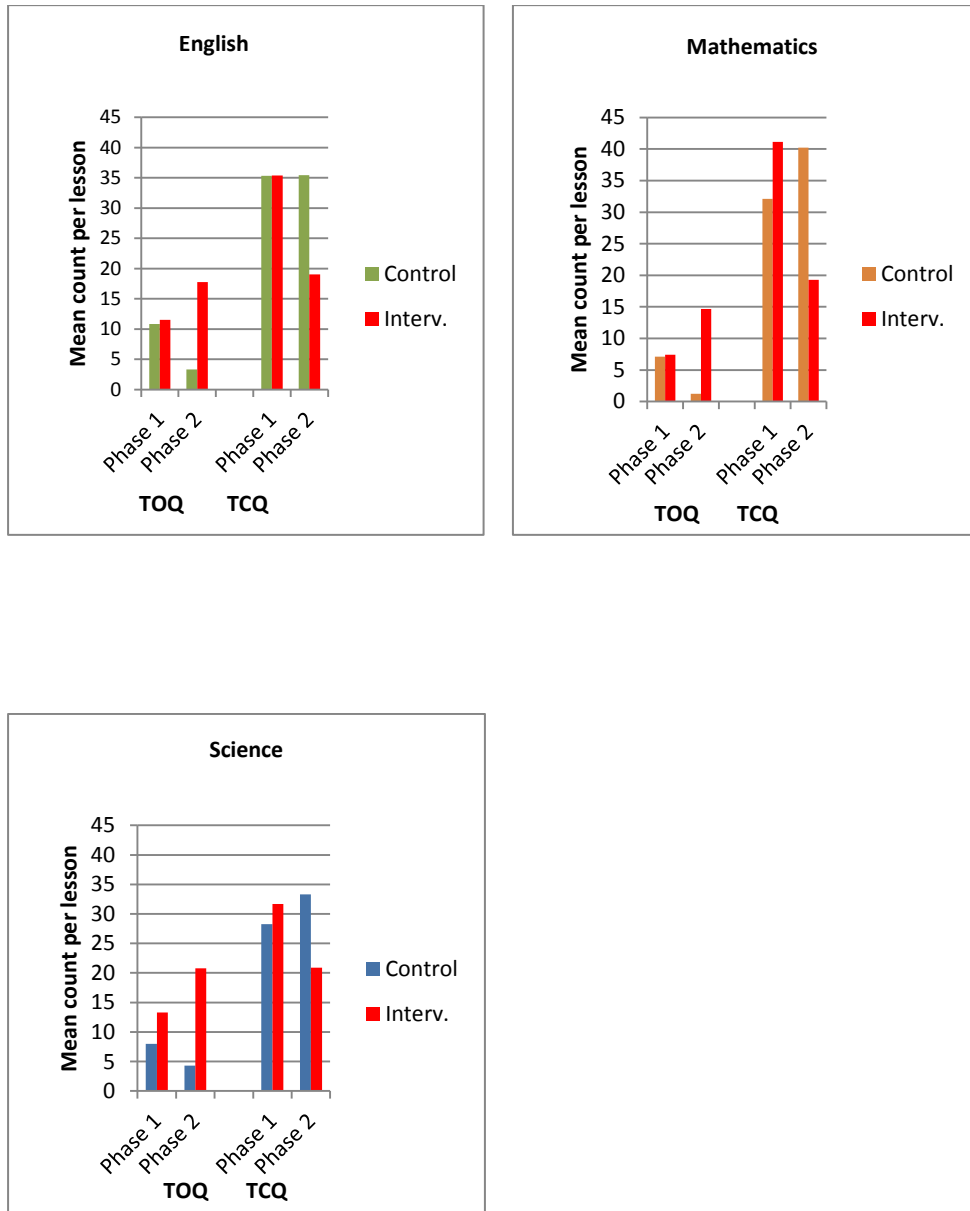 English
Mean count per lesson
45
40
35
30
25
20
15
10
5
0
Phase 1
Phase 2
Phase 1
Phase 2
TOQ TCQ
Control
Interv.
Mathematics
Mean count per lesson
45
40
35
30
25
20
15
10
5
0
Phase 1
Phase 2
Phase 1
Phase 2
TOQ TCQ
Control
Interv.
Science
Mean count per lesson
45
40
35
30
25
20
15
10
5
0
Phase 1
Phase 2
Phase 1
Phase 2
TOQ TCQ
Control
Interv.